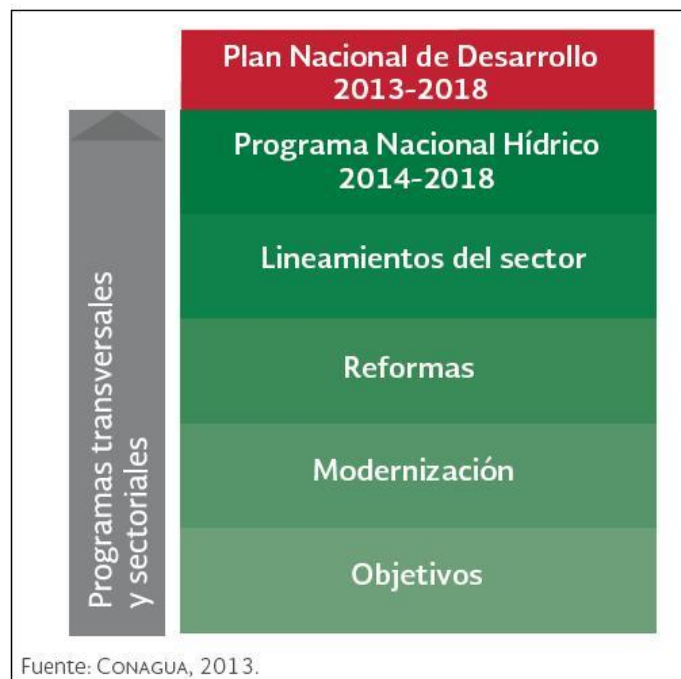 Plan Nacional de Desarrollo
2013-2018
Programa Nacional Hídrico
2014-2018
Lineamientos del sector
Reformas
Modernización
Objetivos
Programas transversales
y sectoriales
Fuente: CONAGUA, 2013.